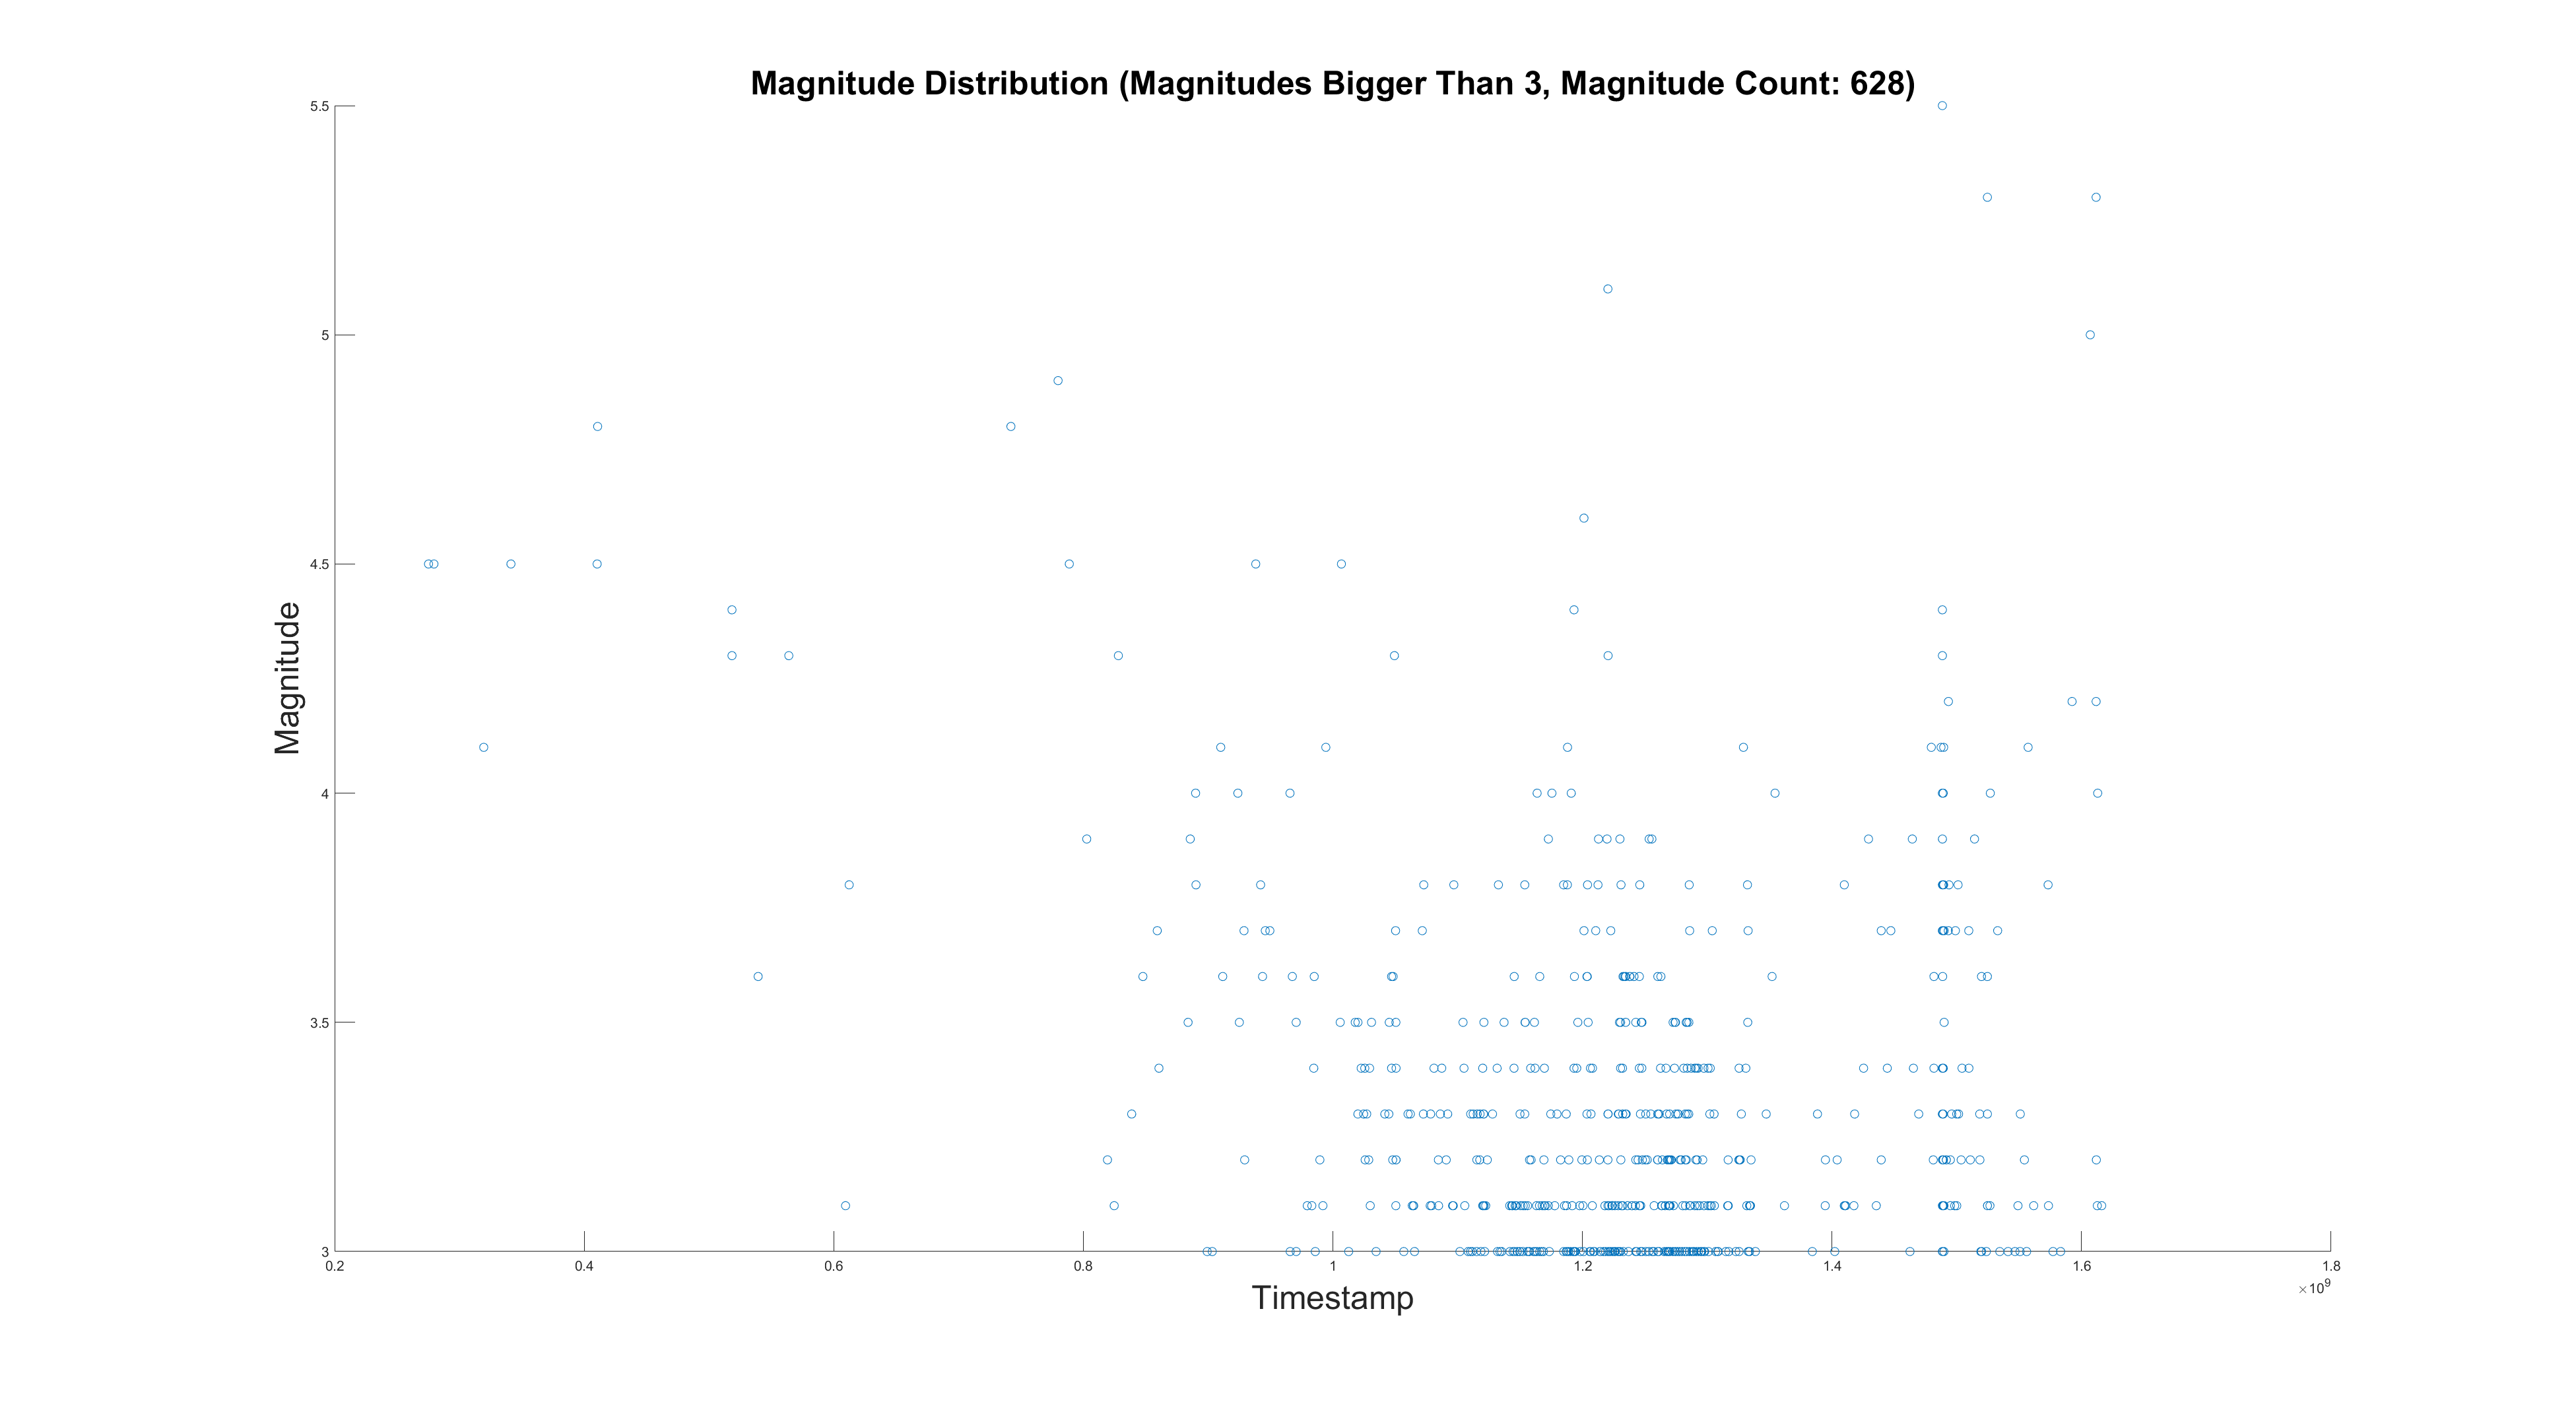 Magnitude Distribution (Magnitudes Bigger Than 3, Magnitude Count: 628)
5.5
5
4.5
4
3.5
3
Magnitude
0.2 0.4 0.6 0.8 1 1.2 1.4 1.6 1.8
×10⁹
Timestamp